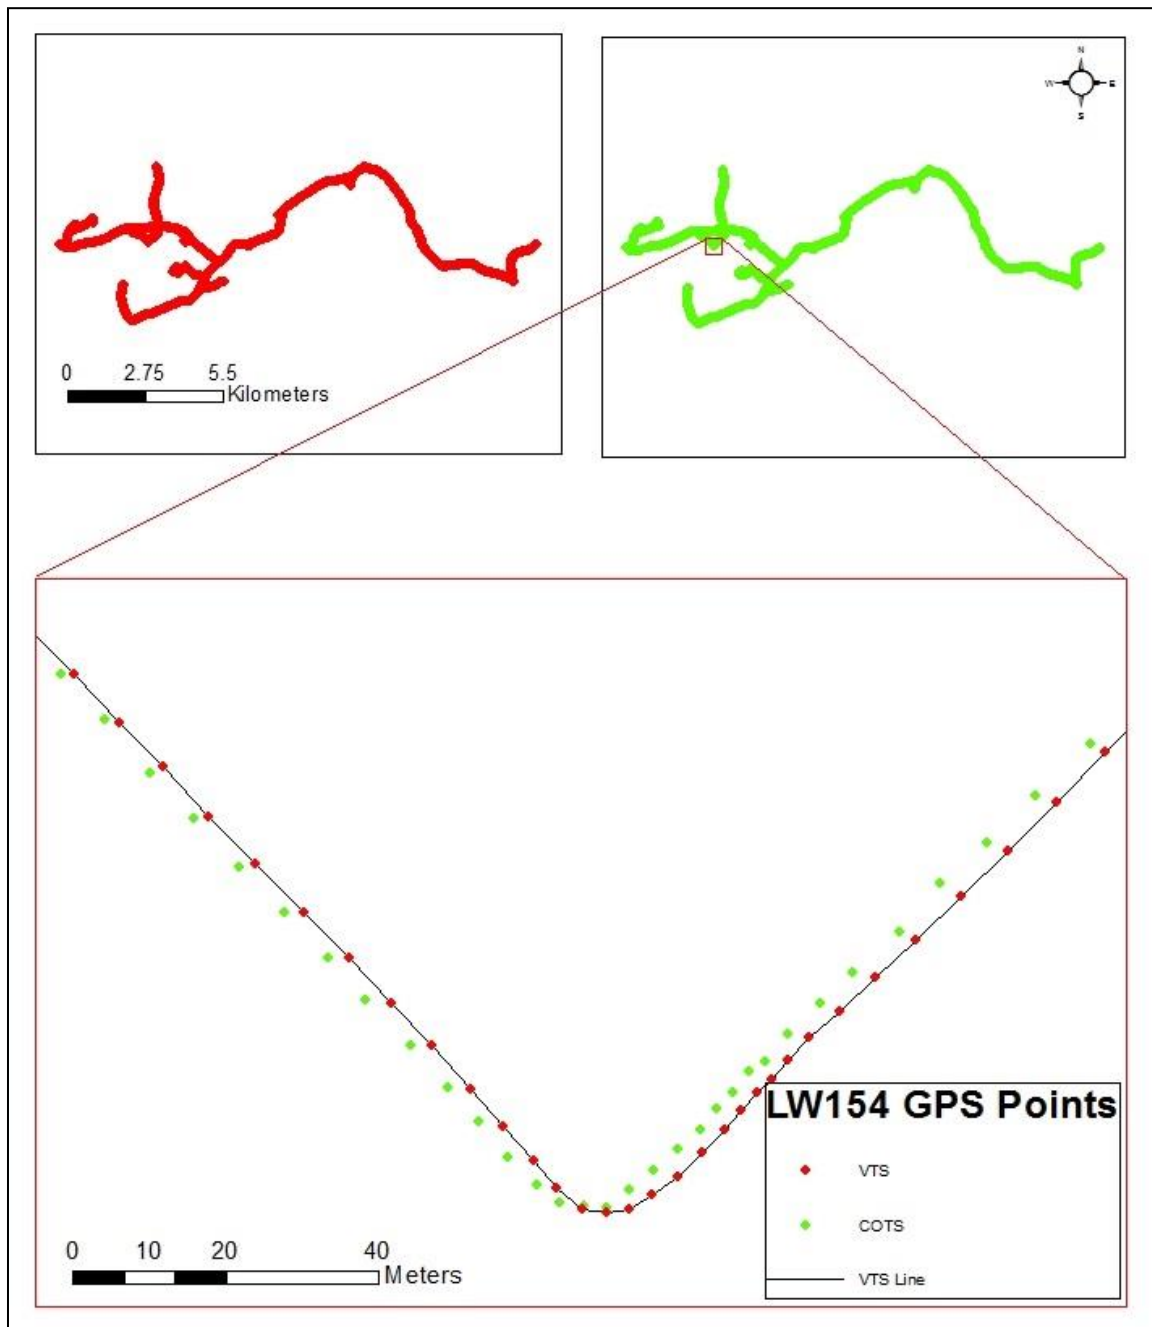 N
W E
S
0 2.75 5.5
Kilometers
LW154 GPS Points
VTS
COTS
VTS Line
0 10 20 40
Meters